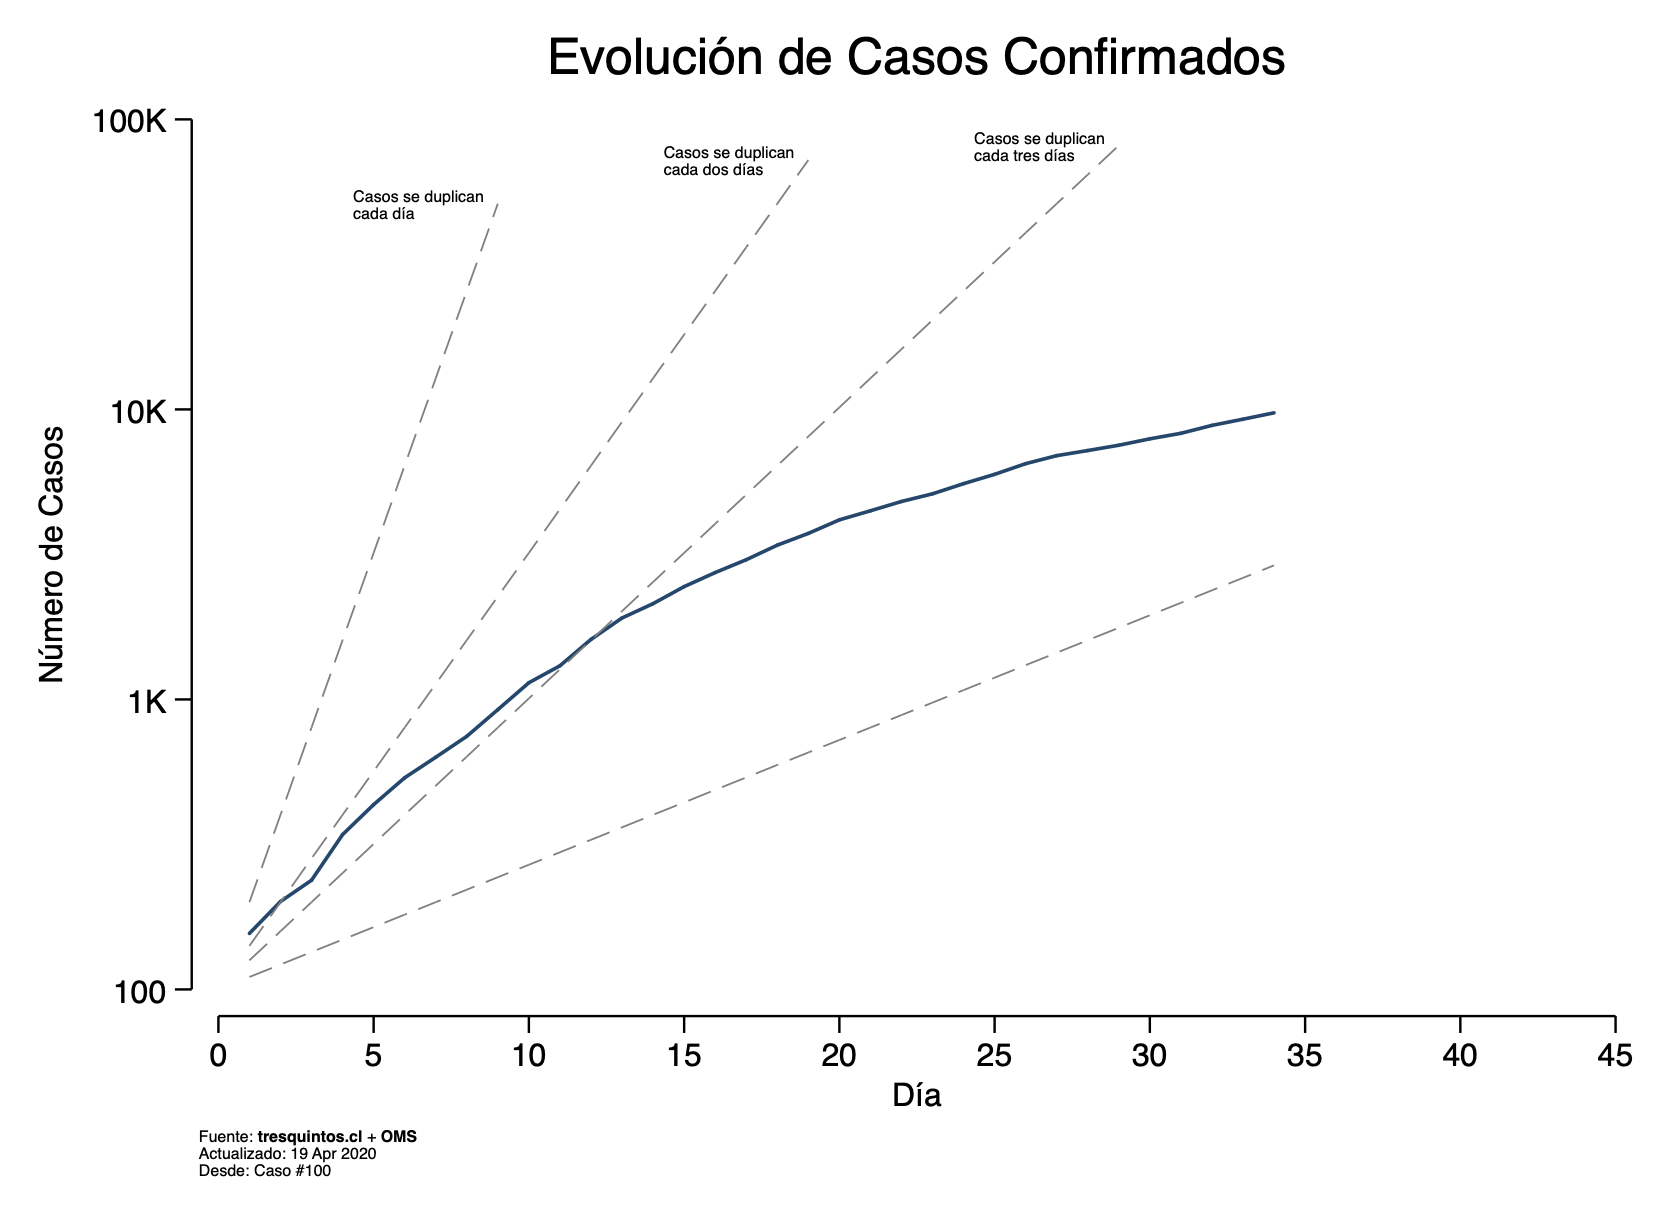 Evolución de Casos Confirmados
100K
10K
1K
100
Número de Casos
Casos se duplican
cada día
Casos se duplican
cada dos días
Casos se duplican
cada tres días
0 5 10 15 20 25 30 35 40 45
Día
Fuente: tresquintos.cl + OMS
Actualizado: 19 Apr 2020
Desde: Caso #100